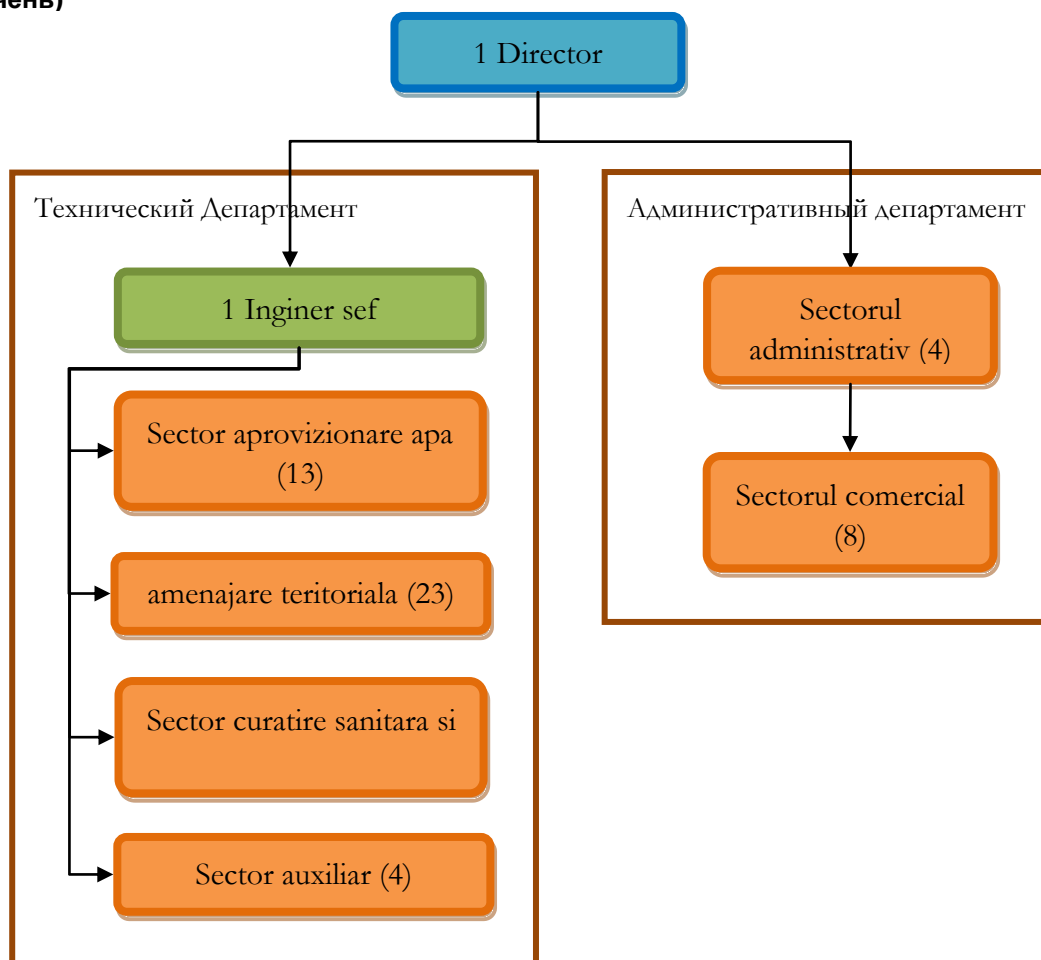 чень)
1 Director
Технический Департамент
1 Inginer sef
Sector aprovizionare apa
(13)
amenajare teritoriala (23)
Sector curatire sanitara si
Sector auxiliar (4)
Административный департамент
Sectorul
administrativ (4)
Sectorul comercial
(8)